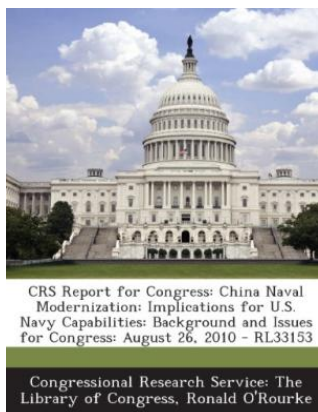 CRS Report for Congress: China Naval
Modernization: Implications for U.S.
Navy Capabilities: Background and Issues
for Congress: August 26, 2010 - RL33153
Congressional Research Service: The
Library of Congress, Ronald O'Rourke